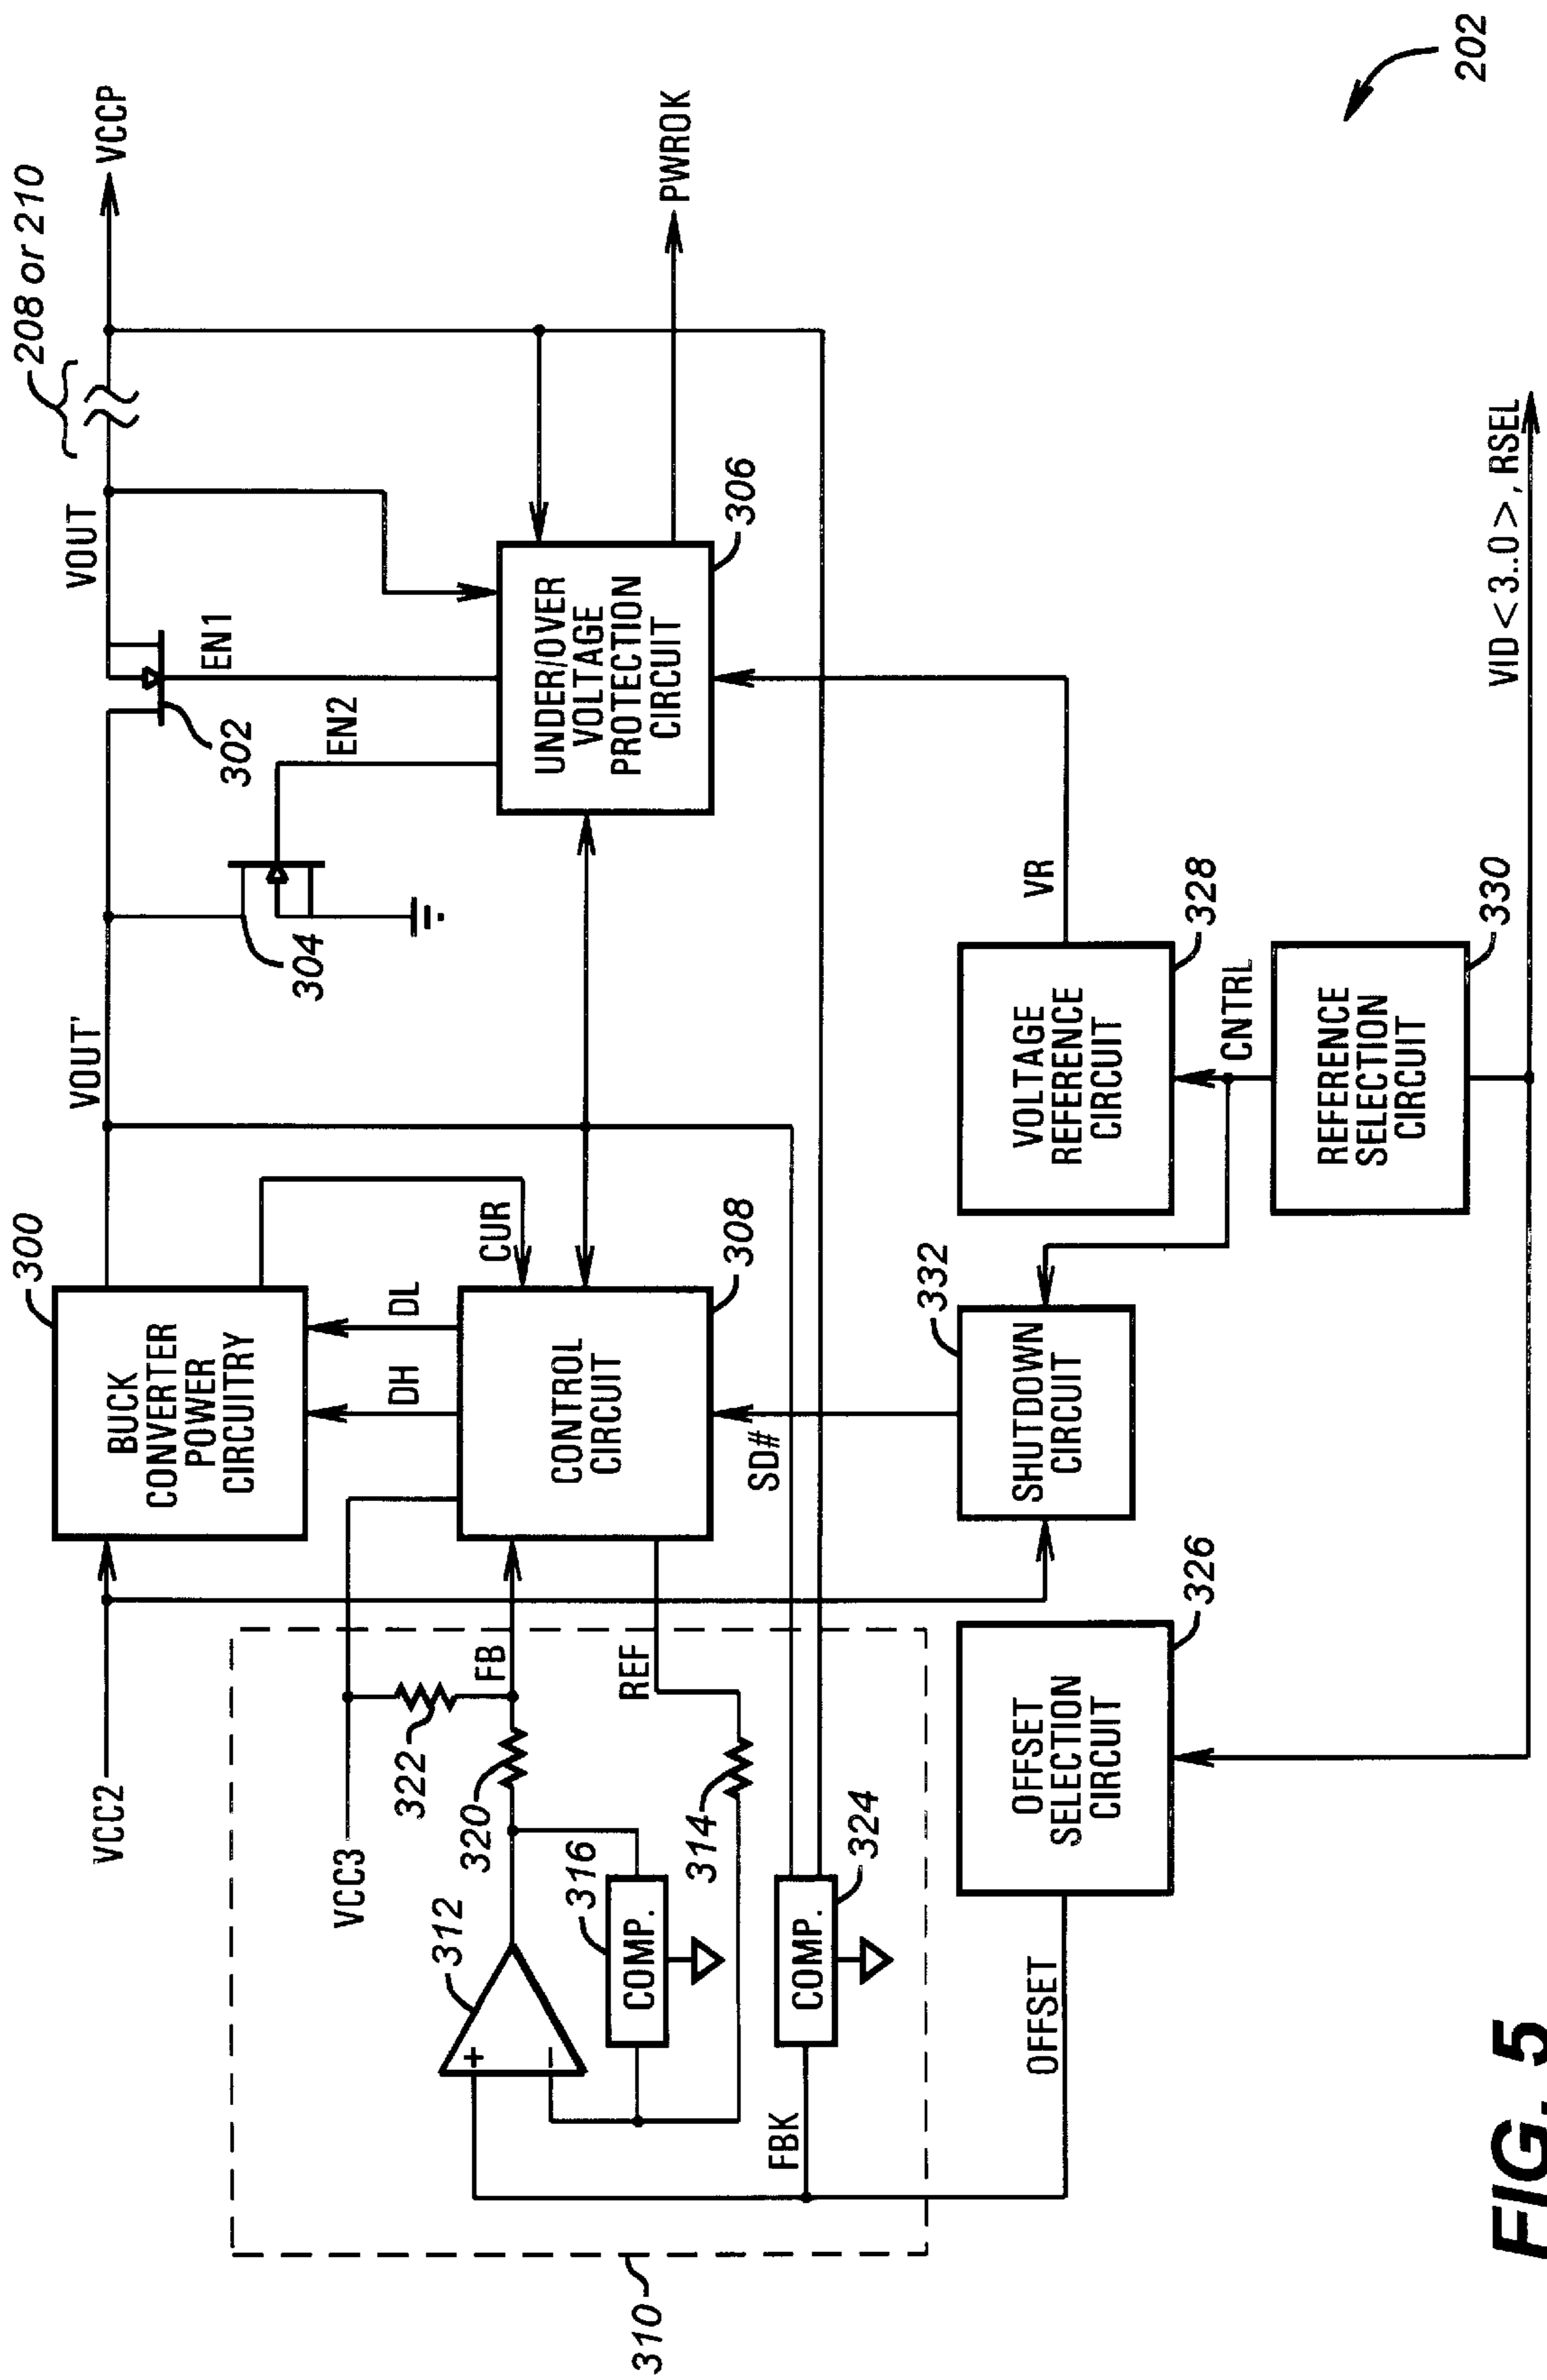 208 or 210
VCCP
VOUT
VOUT'
300
BUCK
CONVERTER
POWER
CIRCUITRY
VCC2
302
EN1
EN2
304
PWROK
UNDER/OVER
VOLTAGE
PROTECTION
CIRCUIT
306
CUR
DL
DH
CONTROL
CIRCUIT
308
VCC3
322
FB
320
REF
312
+
−
316
COMP.
314
COMP.
324
FBK
310
SD#
332
SHUTDOWN
CIRCUIT
VR
VOLTAGE
REFERENCE
CIRCUIT
328
CNTRL
REFERENCE
SELECTION
CIRCUIT
330
OFFSET
SELECTION
CIRCUIT
326
OFFSET
VID < 3..0 > , RSEL
202
FIG. 5